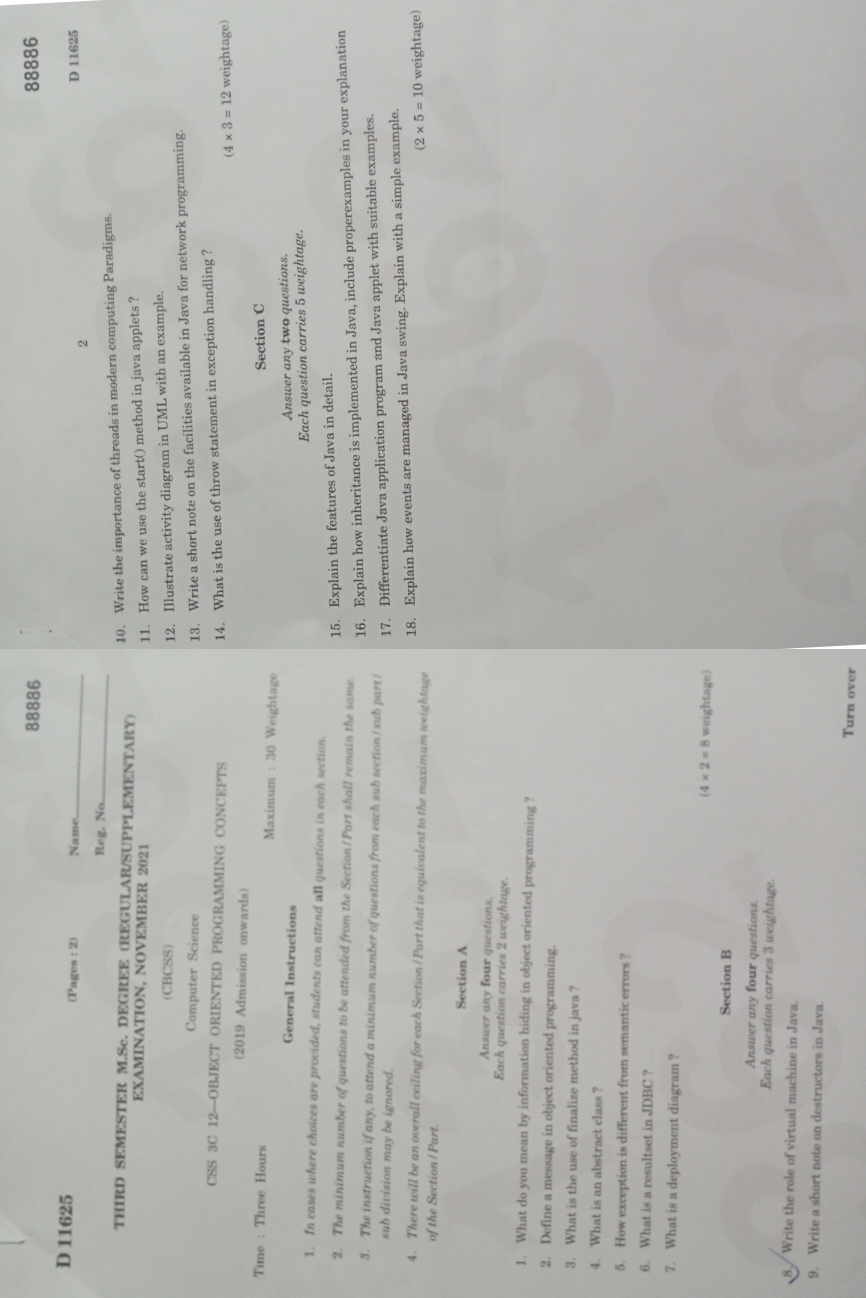 88886
D 11625
(Pages : 2)
Name
Reg. No.
THIRD SEMESTER M.Sc. DEGREE (REGULAR/SUPPLEMENTARY)
EXAMINATION, NOVEMBER 2021
(CBCSS)
Computer Science
CSS 3C 12—OBJECT ORIENTED PROGRAMMING CONCEPTS
(2019 Admission onwards)
Time : Three Hours
Maximum : 30 Weightage
General Instructions
1. In cases where choices are provided, students can attend all questions in each section.
2. The minimum number of questions to be attended from the Section / Part shall remain the same.
3. The instruction if any, to attend a minimum number of questions from each sub section / sub part /
sub division may be ignored.
4. There will be an overall ceiling for each Section / Part that is equivalent to the maximum weightage
of the Section / Part.
Section A
Answer any four questions.
Each question carries 2 weightage.
1. What do you mean by information hiding in object oriented programming ?
2. Define a message in object oriented programming.
3. What is the use of finalize method in java ?
4. What is an abstract class ?
5. How exception is different from semantic errors ?
6. What is a resultset in JDBC ?
7. What is a deployment diagram ?
(4 × 2 = 8 weightage)
Section B
Answer any four questions.
Each question carries 3 weightage.
8. Write the role of virtual machine in Java.
9. Write a short note on destructors in Java.
Turn over
88886
2
D 11625
10. Write the importance of threads in modern computing Paradigms.
11. How can we use the start() method in java applets ?
12. Illustrate activity diagram in UML with an example.
13. Write a short note on the facilities available in Java for network programming.
14. What is the use of throw statement in exception handling ?
(4 × 3 = 12 weightage)
Section C
Answer any two questions.
Each question carries 5 weightage.
15. Explain the features of Java in detail.
16. Explain how inheritance is implemented in Java, include properexamples in your explanation
17. Differentiate Java application program and Java applet with suitable examples.
18. Explain how events are managed in Java swing. Explain with a simple example.
(2 × 5 = 10 weightage)